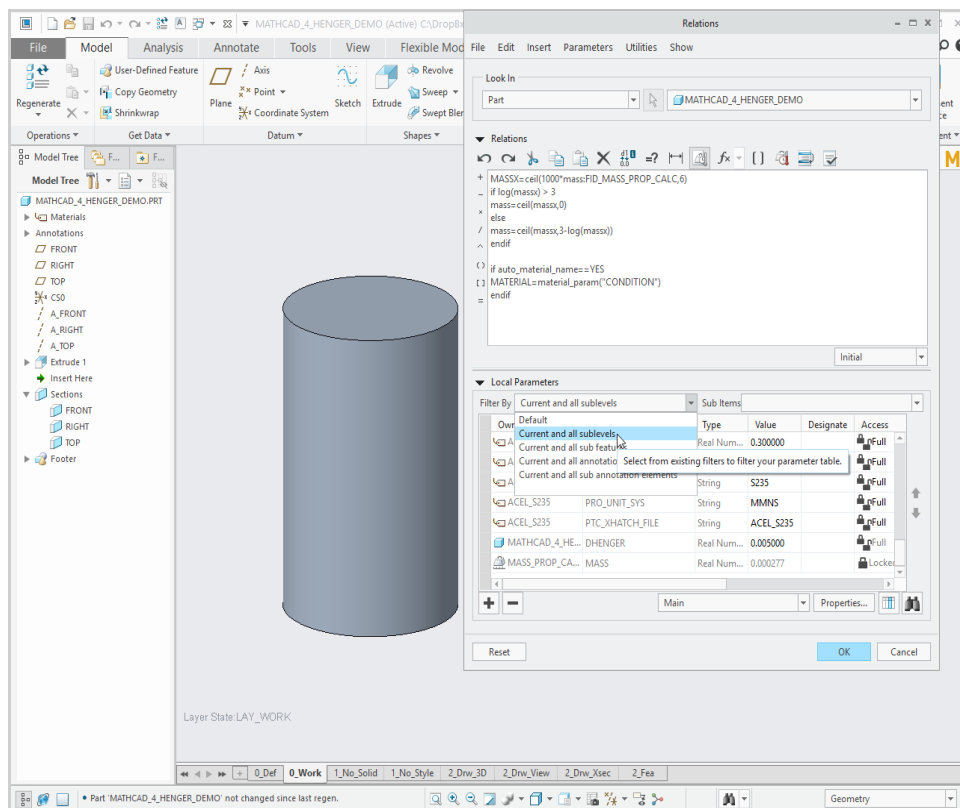 MATHCAD_4_HENGER_DEMO (Active) C:\DropBx
File Model Analysis Annotate Tools View Flexible Mod
Regenerate
User-Defined Feature
Copy Geometry
Shrinkwrap
Plane
Axis
Point
Coordinate System
Sketch
Extrude
Revolve
Sweep
Swept Blen
Operations Get Data Datum Shapes
Model Tree F... F...
Model Tree
MATHCAD_4_HENGER_DEMO.PRT
Materials
Annotations
FRONT
RIGHT
TOP
CS0
A_FRONT
A_RIGHT
A_TOP
Extrude 1
Insert Here
Sections
FRONT
RIGHT
TOP
Footer
Layer State:LAY_WORK
0_Def 0_Work 1_No_Solid 1_No_Style 2_Drw_3D 2_Drw_View 2_Drw_Xsec 2_Fea
• Part 'MATHCAD_4_HENGER_DEMO' not changed since last regen.
Geometry
Relations
File Edit Insert Parameters Utilities Show
Look In
Part MATHCAD_4_HENGER_DEMO
Relations
MASSX=ceil(1000*mass:FID_MASS_PROP_CALC,6)
if log(massx) > 3
mass=ceil(massx,0)
else
mass=ceil(massx,3-log(massx))
endif
if auto_material_name==YES
MATERIAL=material_param("CONDITION")
endif
Initial
Local Parameters
Filter By Current and all sublevels Sub Items
Default
Current and all sublevels
Current and all sub features
Current and all annotatio
Current and all sub annotation elements
Select from existing filters to filter your parameter table.
Own Type Value Designate Access
Real Num... 0.300000 Full
Full
String S235 Full
ACEL_S235 PRO_UNIT_SYS String MMNS Full
ACEL_S235 PTC_XHATCH_FILE String ACEL_S235 Full
MATHCAD_4_HE... DHENGER Real Num... 0.005000 Full
MASS_PROP_CA... MASS Real Num... 0.000277 Locked
Main Properties...
Reset OK Cancel